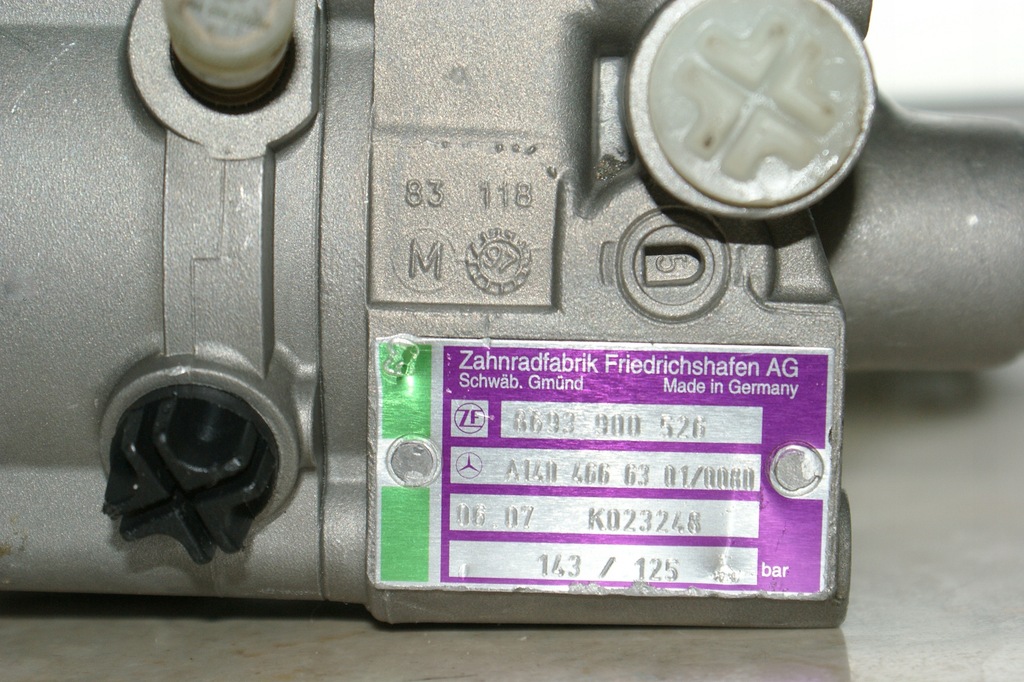 83 118
M 97
5
Zahnradfabrik Friedrichshafen AG
Schwäb. Gmünd Made in Germany
ZF 8693 900 526
A140 466 63 01/0080
06 07 K023248
143 / 125 bar